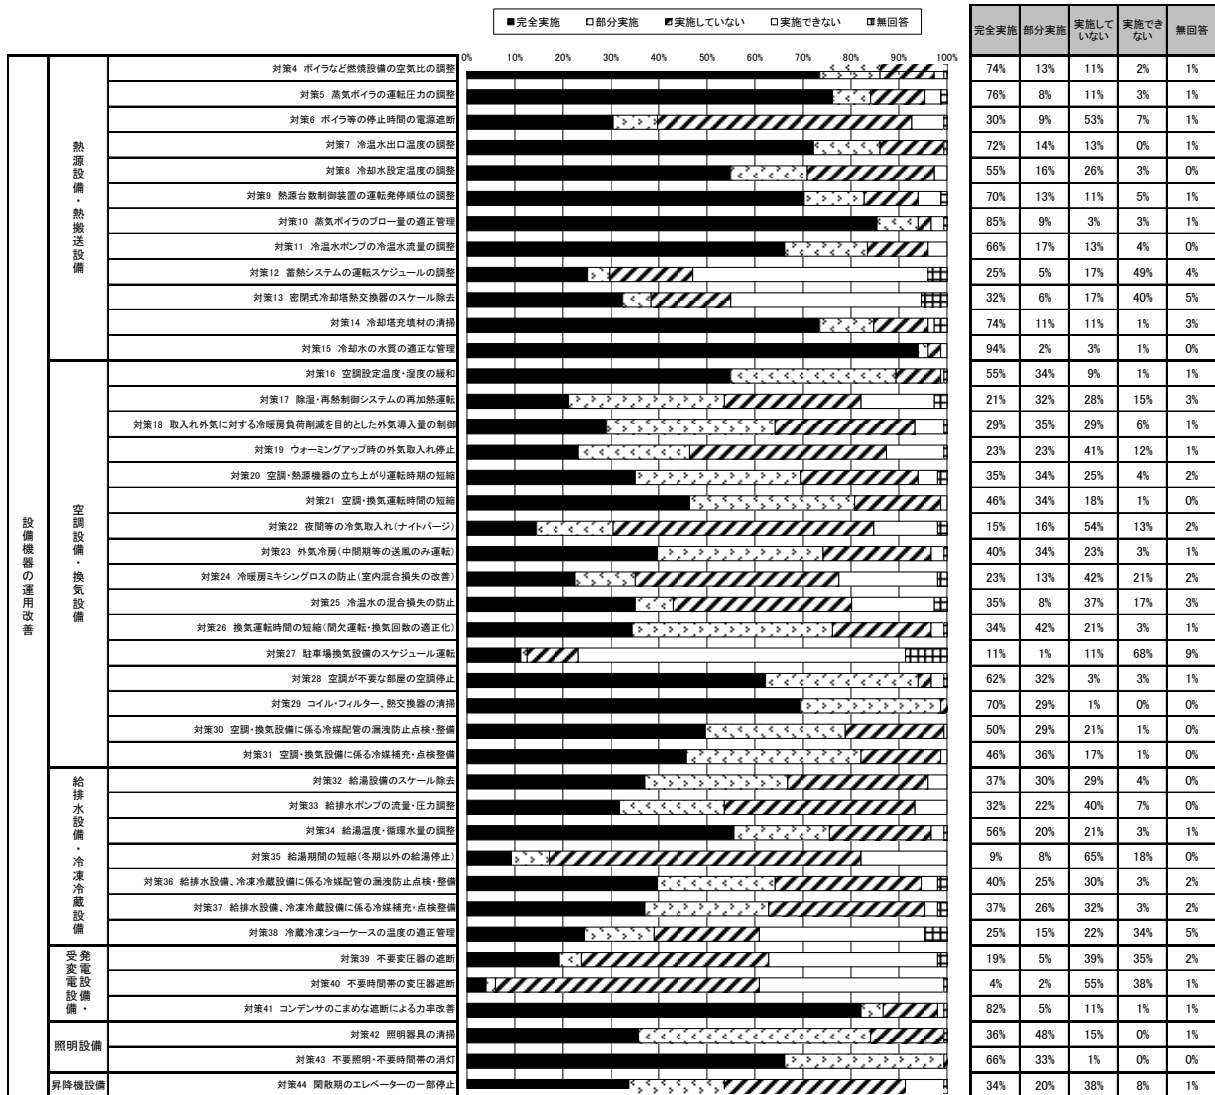 ■完全実施 □部分実施 ■実施していない □実施できない □無回答
完全実施 部分実施 実施して いない 実施でき ない 無回答
0% 10% 20% 30% 40% 50% 60% 70% 80% 90% 100%
設備機器の運用改善
熱源設備・熱搬送設備
対策4 ボイラなど燃焼設備の空気比の調整 74% 13% 11% 2% 1%
対策5 蒸気ボイラの運転圧力の調整 76% 8% 11% 3% 1%
対策6 ボイラ等の停止時間の電源遮断 30% 9% 53% 7% 1%
対策7 冷温水出口温度の調整 72% 14% 13% 0% 1%
対策8 冷却水設定温度の調整 55% 16% 26% 3% 0%
対策9 熱源台数制御装置の運転発停順位の調整 70% 13% 11% 5% 1%
対策10 蒸気ボイラのブロー量の適正管理 85% 9% 3% 3% 1%
対策11 冷温水ポンプの冷温水流量の調整 66% 17% 13% 4% 0%
対策12 蓄熱システムの運転スケジュールの調整 25% 5% 17% 49% 4%
対策13 密閉式冷却塔熱交換器のスケール除去 32% 6% 17% 40% 5%
対策14 冷却塔充填材の清掃 74% 11% 11% 1% 3%
対策15 冷却水の水質の適正な管理 94% 2% 3% 1% 0%
空調設備・換気設備
対策16 空調設定温度・湿度の緩和 55% 34% 9% 1% 1%
対策17 除湿・再熱制御システムの再加熱運転 21% 32% 28% 15% 3%
対策18 取入れ外気に対する冷暖房負荷削減を目的とした外気導入量の制御 29% 35% 29% 6% 1%
対策19 ウォーミングアップ時の外気取入れ停止 23% 23% 41% 12% 1%
対策20 空調・熱源機器の立ち上がり運転時期の短縮 35% 34% 25% 4% 2%
対策21 空調・換気運転時間の短縮 46% 34% 18% 1% 0%
対策22 夜間等の冷気取入れ(ナイトパージ) 15% 16% 54% 13% 2%
対策23 外気冷房(中間期等の送風のみ運転) 40% 34% 23% 3% 1%
対策24 冷暖房ミキシングロスの防止(室内混合損失の改善) 23% 13% 42% 21% 2%
対策25 冷温水の混合損失の防止 35% 8% 37% 17% 3%
対策26 換気運転時間の短縮(間欠運転・換気回数の適正化) 34% 42% 21% 3% 1%
対策27 駐車場換気設備のスケジュール運転 11% 1% 11% 68% 9%
対策28 空調が不要な部屋の空調停止 62% 32% 3% 3% 1%
対策29 コイル・フィルター、熱交換器の清掃 70% 29% 1% 0% 0%
対策30 空調・換気設備に係る冷媒配管の漏洩防止点検・整備 50% 29% 21% 1% 0%
対策31 空調・換気設備に係る冷媒補充・点検整備 46% 36% 17% 1% 0%
給排水設備・冷凍冷蔵設備
対策32 給湯設備のスケール除去 37% 30% 29% 4% 0%
対策33 給排水ポンプの流量・圧力調整 32% 22% 40% 7% 0%
対策34 給湯温度・循環水量の調整 56% 20% 21% 3% 1%
対策35 給湯期間の短縮(冬期以外の給湯停止) 9% 8% 65% 18% 0%
対策36 給排水設備、冷凍冷蔵設備に係る冷媒配管の漏洩防止点検・整備 40% 25% 30% 3% 2%
対策37 給排水設備、冷凍冷蔵設備に係る冷媒補充・点検整備 37% 26% 32% 3% 2%
対策38 冷蔵冷凍ショーケースの温度の適正管理 25% 15% 22% 34% 5%
発電設備・
受変電設備
対策39 不要変圧器の遮断 19% 5% 39% 35% 2%
対策40 不要時間帯の変圧器遮断 4% 2% 55% 38% 1%
対策41 コンデンサのこまめな遮断による力率改善 82% 5% 11% 1% 1%
照明設備
対策42 照明器具の清掃 36% 48% 15% 0% 1%
対策43 不要照明・不要時間帯の消灯 66% 33% 1% 0% 0%
昇降機設備
対策44 閑散期のエレベーターの一部停止 34% 20% 38% 8% 1%